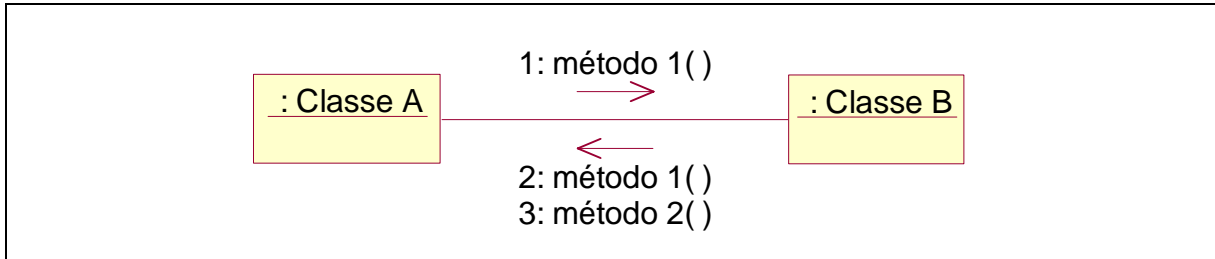 1: método 1( )
: Classe A
: Classe B
2: método 1( )
3: método 2( )